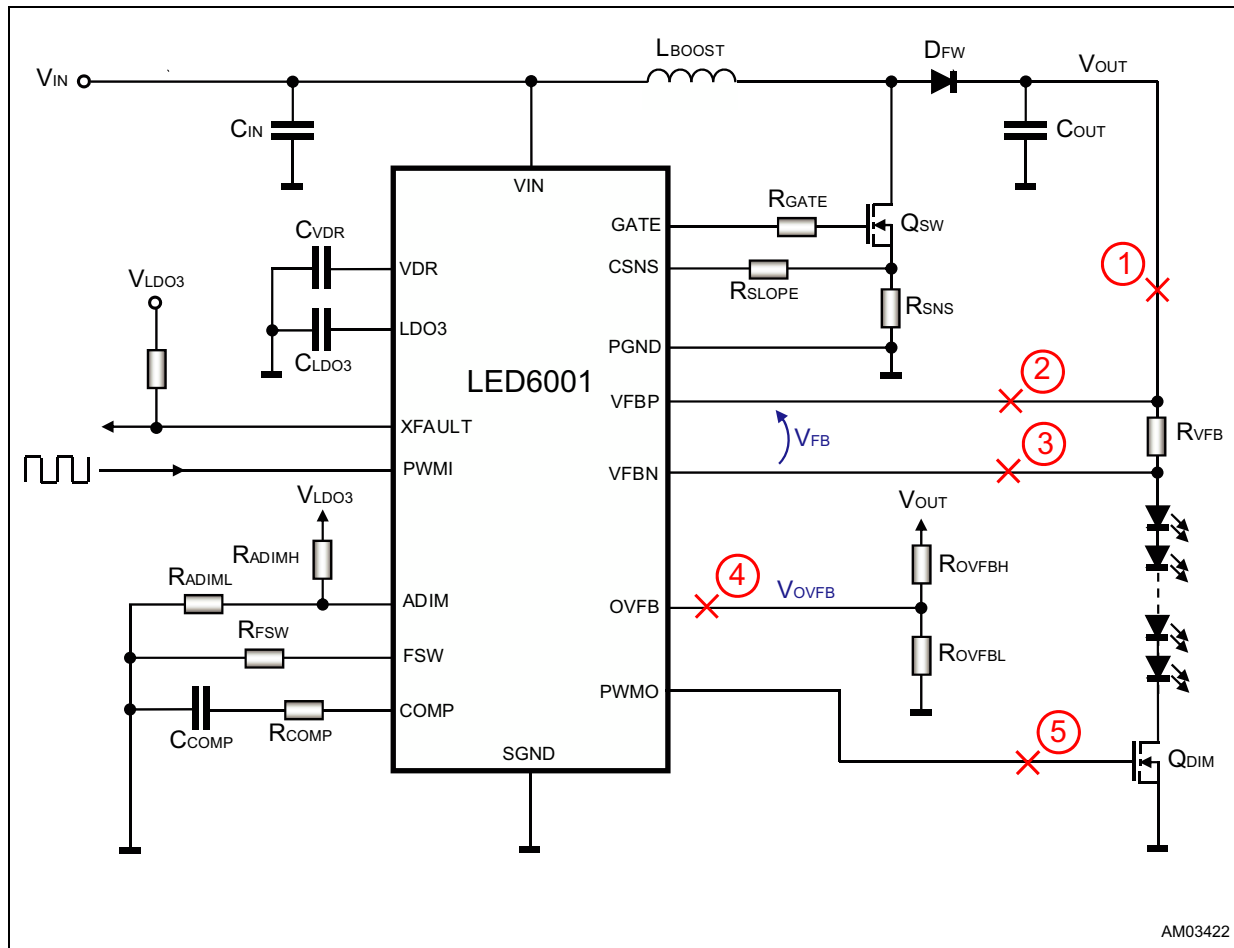 LBOOST
DFW
VIN
VOUT
CIN
COUT
VIN
RGATE
GATE
QSW
CVDR
VDR
CSNS
VLDO3
RSLOPE
1
RSNS
LDO3
CLDO3
PGND
LED6001
2
VFBP
XFAULT
RVFB
VFB
3
PWMI
VFBN
VLDO3
VOUT
RADIMH
ROVFBH
RADIML
4
ADIM
OVFB
VOVFB
RFSW
FSW
ROVFBL
PWMO
COMP
CCOMP
RCOMP
5
SGND
QDIM
AM03422